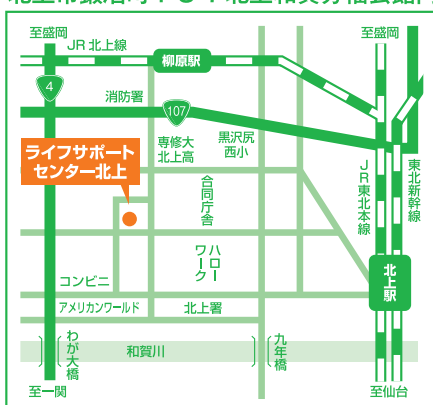 至盛岡
至盛岡
JR北上線
柳原駅
4
消防署
107
ライフサポート
センター北上
専修大
北上高
黒沢尻
西小
合同庁舎
JR東北本線
東北新幹線
ハロー
ワーク
コンビニ
北上駅
アメリカンワールド
北上署
わが大橋
和賀川
九年橋
至一関
至仙台